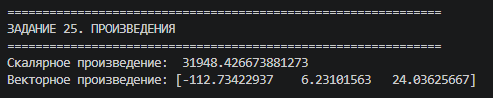 ================================================================
ЗАДАНИЕ 25. ПРОИЗВЕДЕНИЯ
================================================================
Скалярное произведение:  31948.426673881273
Векторное произведение: [-112.73422937    6.23101563   24.03625667]